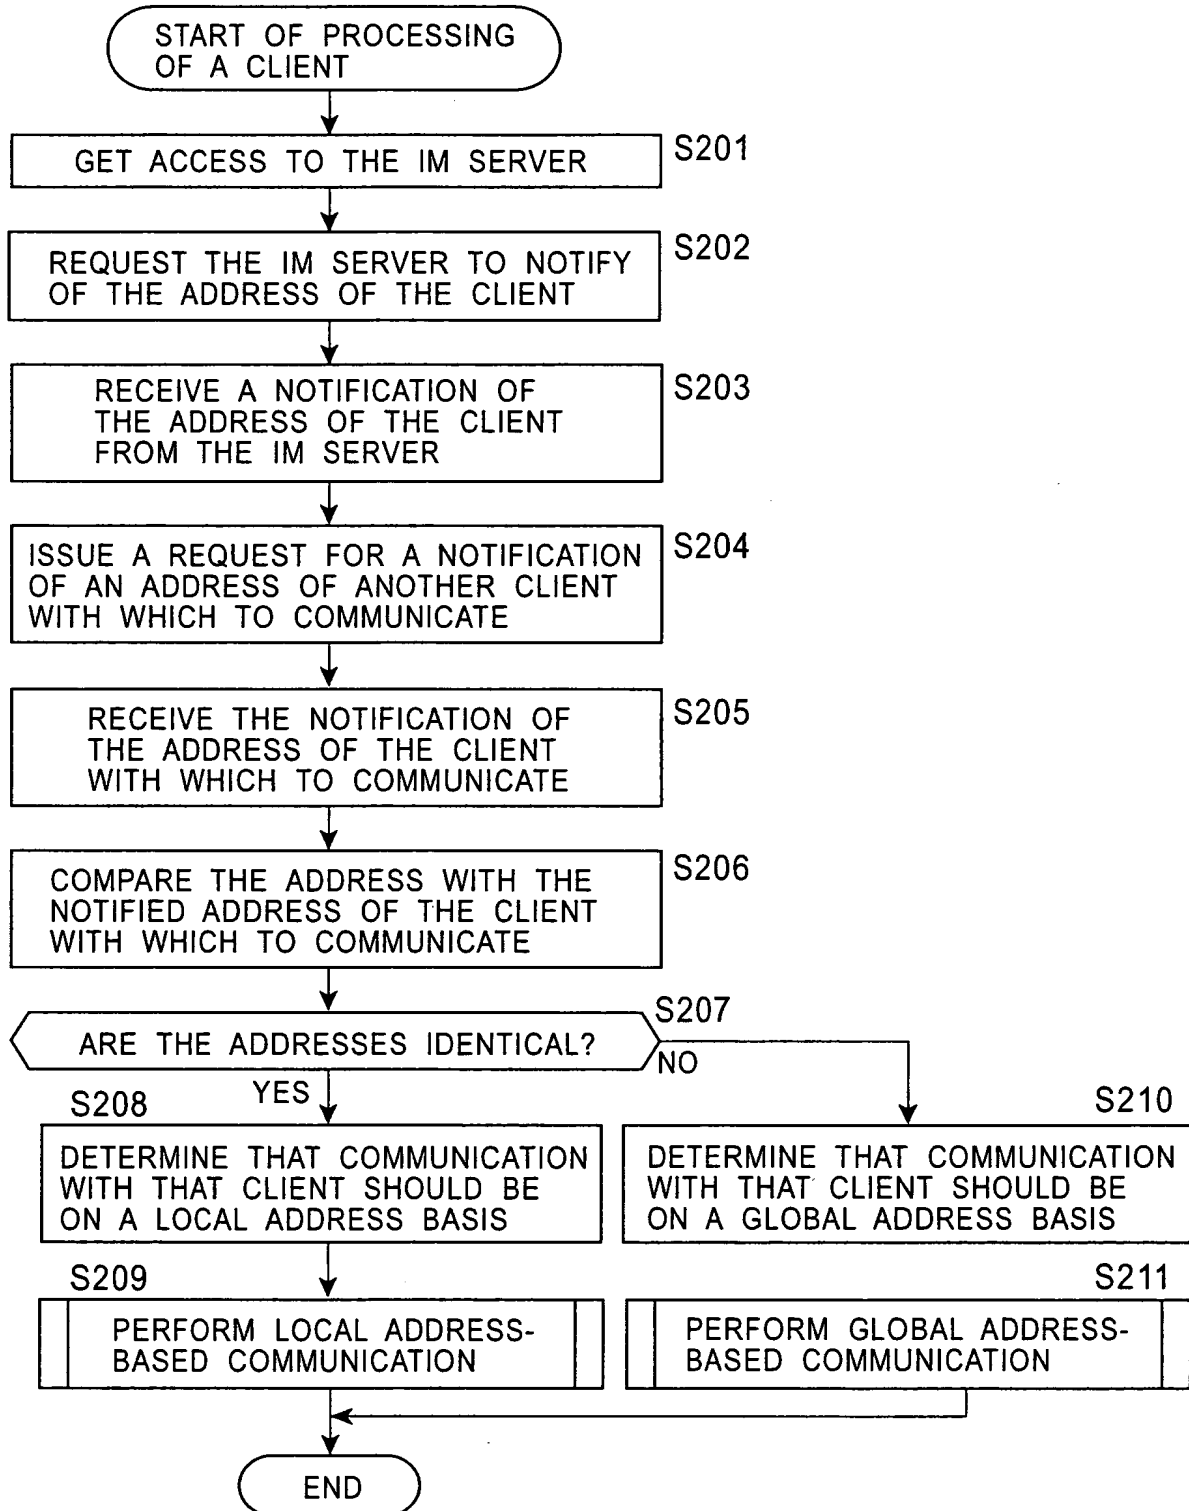 START OF PROCESSING
OF A CLIENT
GET ACCESS TO THE IM SERVER
S201
REQUEST THE IM SERVER TO NOTIFY
OF THE ADDRESS OF THE CLIENT
S202
RECEIVE A NOTIFICATION OF
THE ADDRESS OF THE CLIENT
FROM THE IM SERVER
S203
ISSUE A REQUEST FOR A NOTIFICATION
OF AN ADDRESS OF ANOTHER CLIENT
WITH WHICH TO COMMUNICATE
S204
RECEIVE THE NOTIFICATION OF
THE ADDRESS OF THE CLIENT
WITH WHICH TO COMMUNICATE
S205
COMPARE THE ADDRESS WITH THE
NOTIFIED ADDRESS OF THE CLIENT
WITH WHICH TO COMMUNICATE
S206
ARE THE ADDRESSES IDENTICAL?
S207
NO
YES
S208
DETERMINE THAT COMMUNICATION
WITH THAT CLIENT SHOULD BE
ON A LOCAL ADDRESS BASIS
S210
DETERMINE THAT COMMUNICATION
WITH THAT CLIENT SHOULD BE
ON A GLOBAL ADDRESS BASIS
S209
PERFORM LOCAL ADDRESS-
BASED COMMUNICATION
S211
PERFORM GLOBAL ADDRESS-
BASED COMMUNICATION
END